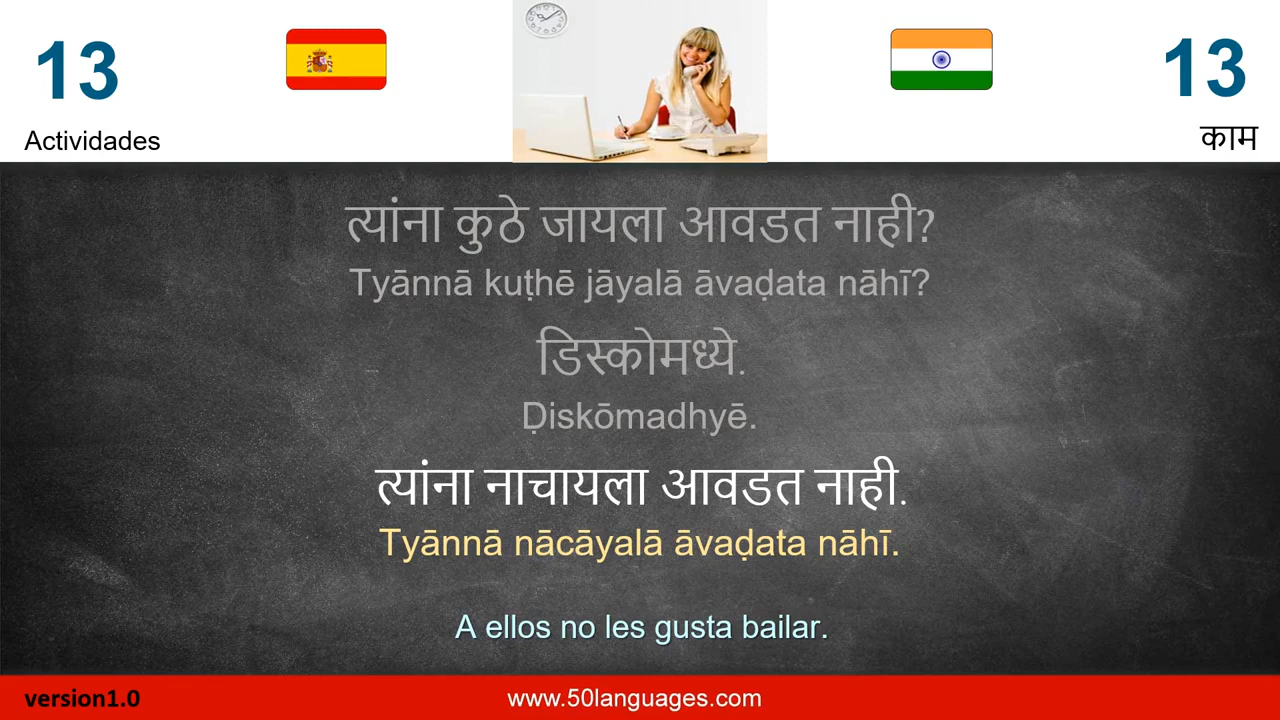 13
13
Actividades
काम
त्यांना कुठे जायला आवडत नाही?
Tyānnā kuṭhē jāyalā āvaḍata nāhī?
डिस्कोमध्ये.
Ḍiskōmadhyē.
त्यांना नाचायला आवडत नाही.
Tyānnā nācāyalā āvaḍata nāhī.
A ellos no les gusta bailar.
version1.0
www.50languages.com